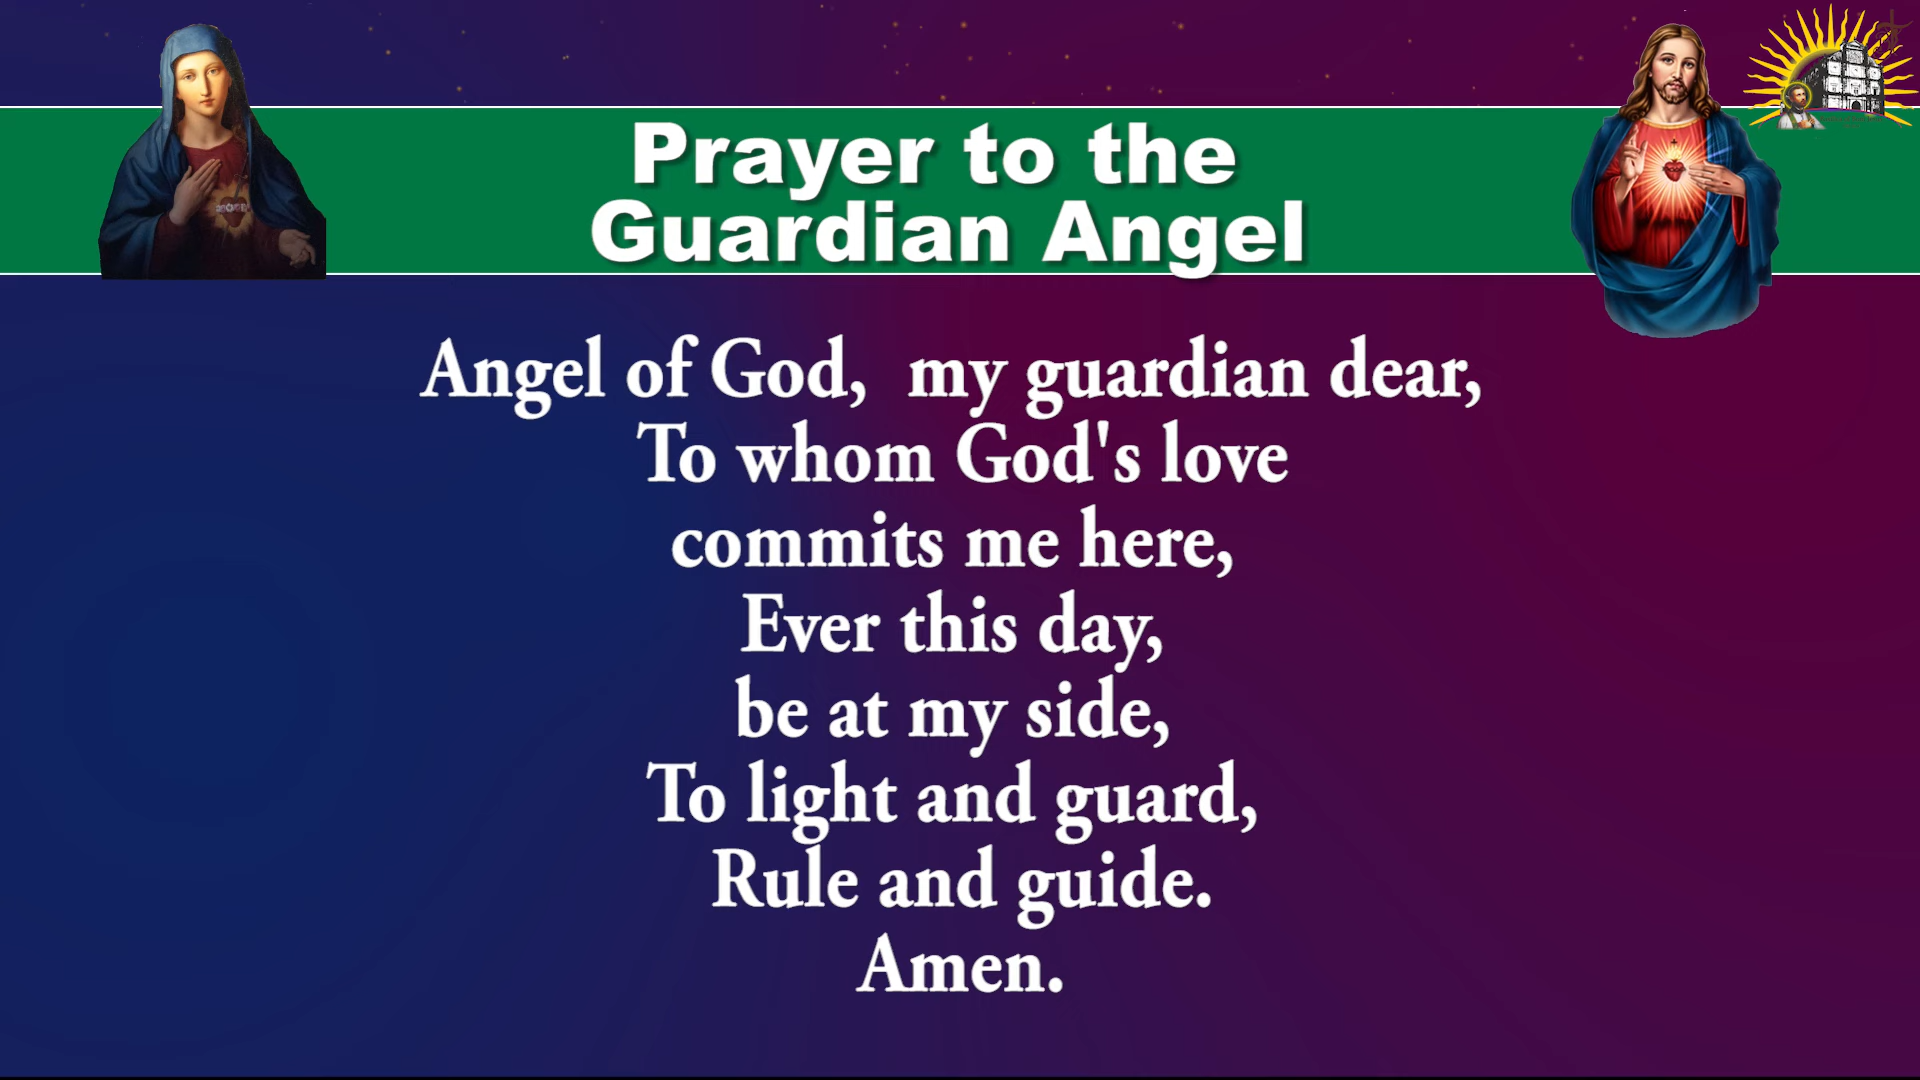 Prayer to the
Guardian Angel
Angel of God,  my guardian dear,
To whom God's love
commits me here,
Ever this day,
be at my side,
To light and guard,
Rule and guide.
Amen.